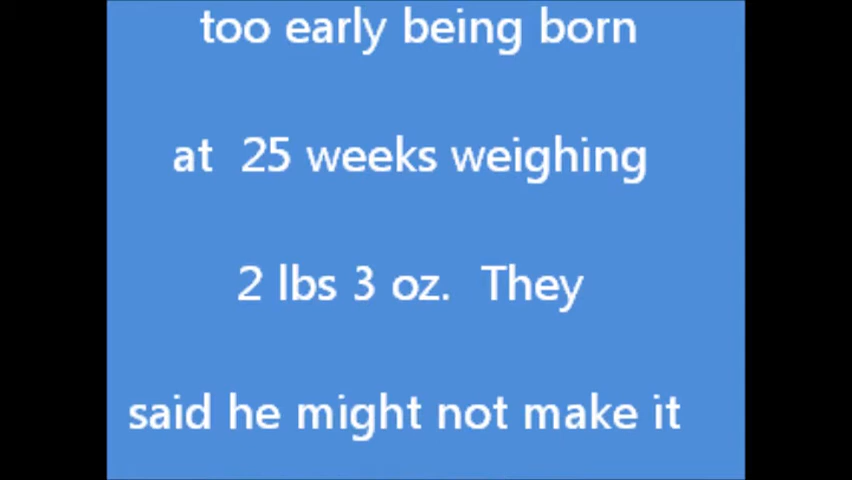 too early being born
at 25 weeks weighing
2 lbs 3 oz. They
said he might not make it